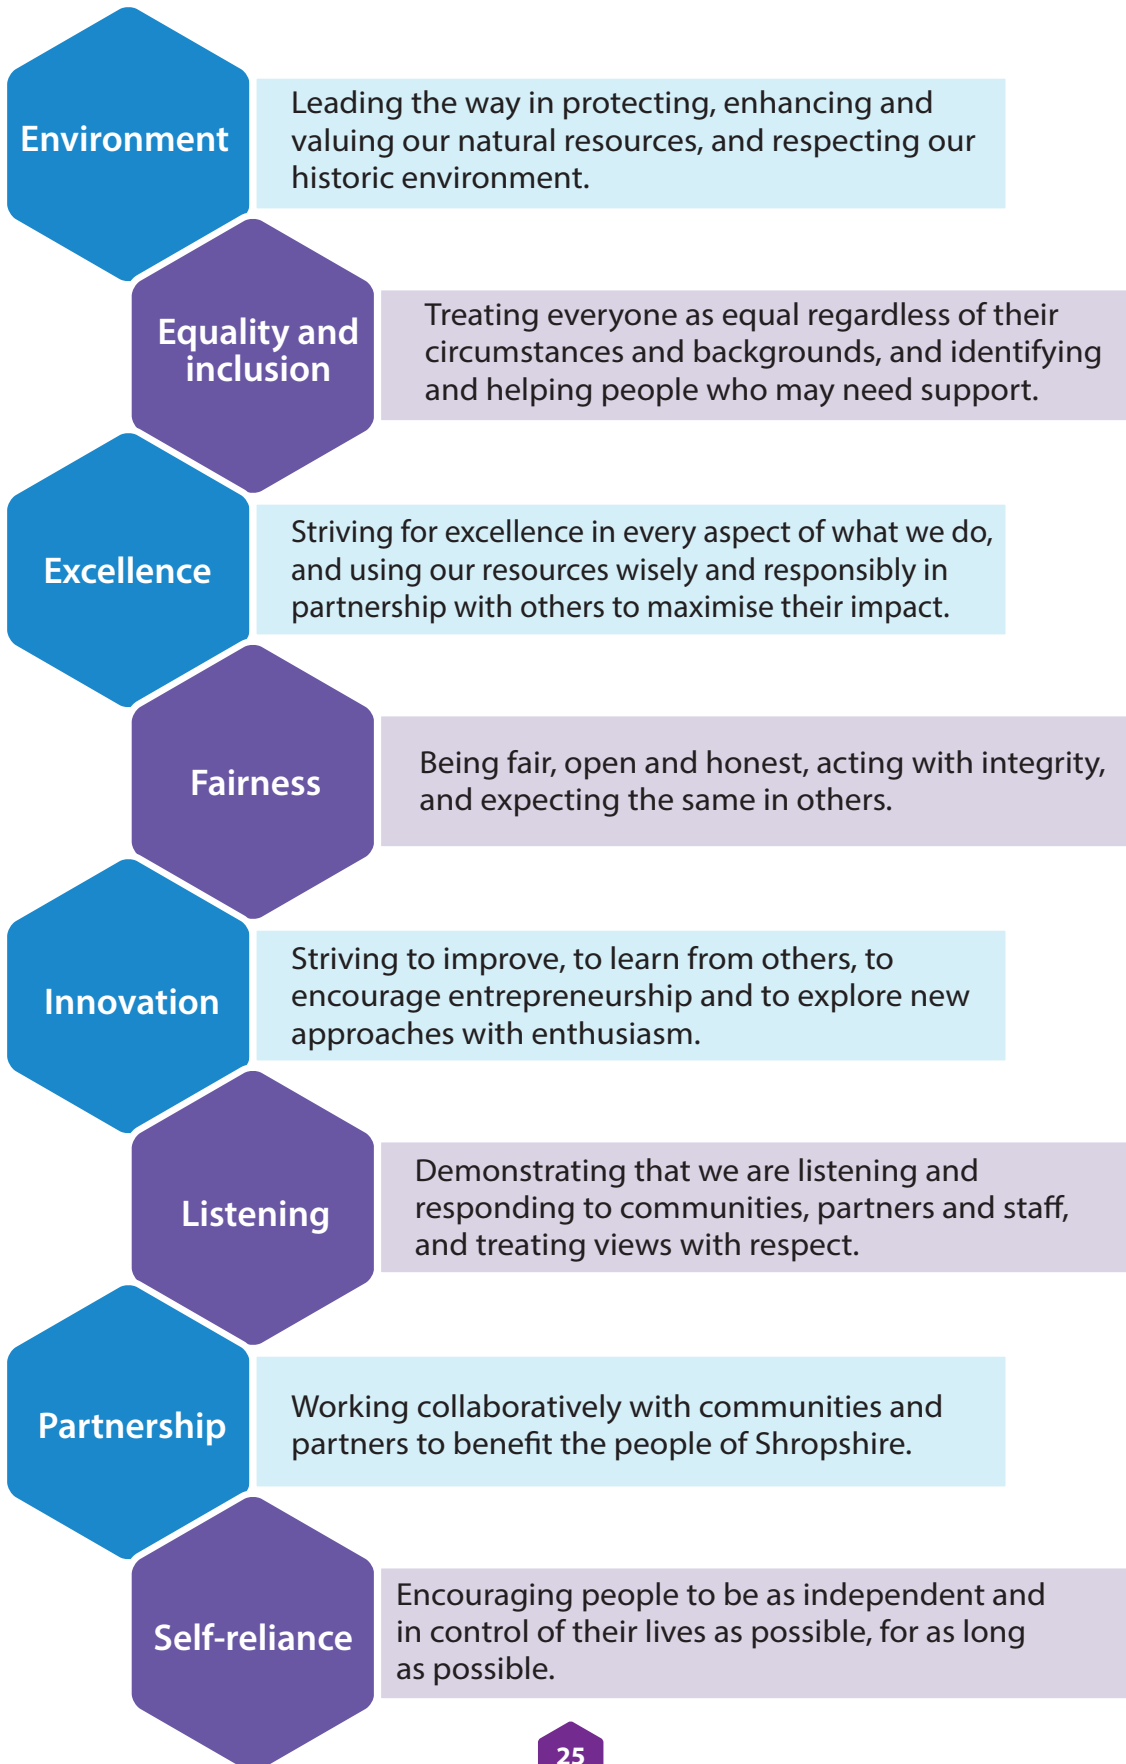 Environment
Leading the way in protecting, enhancing and
valuing our natural resources, and respecting our
historic environment.
Equality and
inclusion
Treating everyone as equal regardless of their
circumstances and backgrounds, and identifying
and helping people who may need support.
Excellence
Striving for excellence in every aspect of what we do,
and using our resources wisely and responsibly in
partnership with others to maximise their impact.
Fairness
Being fair, open and honest, acting with integrity,
and expecting the same in others.
Innovation
Striving to improve, to learn from others, to
encourage entrepreneurship and to explore new
approaches with enthusiasm.
Listening
Demonstrating that we are listening and
responding to communities, partners and staff,
and treating views with respect.
Partnership
Working collaboratively with communities and
partners to benefit the people of Shropshire.
Self-reliance
Encouraging people to be as independent and
in control of their lives as possible, for as long
as possible.
25